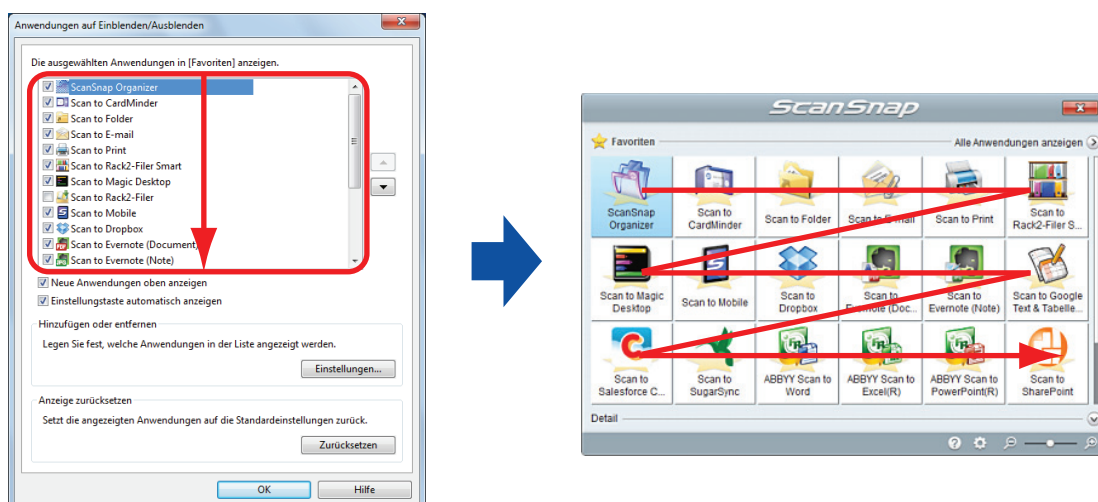 Anwendungen auf Einblenden/Ausblenden
Die ausgewählten Anwendungen in [Favoriten] anzeigen.
ScanSnap Organizer
Scan to CardMinder
Scan to Folder
Scan to E-mail
Scan to Print
Scan to Rack2-Filer Smart
Scan to Magic Desktop
Scan to Rack2-Filer
Scan to Mobile
Scan to Dropbox
Scan to Evernote (Document)
Scan to Evernote (Note)
Neue Anwendungen oben anzeigen
Einstellungstaste automatisch anzeigen
Hinzufügen oder entfernen
Legen Sie fest, welche Anwendungen in der Liste angezeigt werden.
Einstellungen...
Anzeige zurücksetzen
Setzt die angezeigten Anwendungen auf die Standardeinstellungen zurück.
Zurücksetzen
OK Hilfe
ScanSnap
Favoriten Alle Anwendungen anzeigen
ScanSnap Organizer
Scan to CardMinder
Scan to Folder
Scan to E-mail
Scan to Print
Scan to Rack2-Filer S...
Scan to Magic Desktop
Scan to Mobile
Scan to Dropbox
Scan to Evernote (Doc...
Scan to Evernote (Note)
Scan to Google Text & Tabelle...
Scan to Salesforce C...
Scan to SugarSync
ABBYY Scan to Word
ABBYY Scan to Excel(R)
ABBYY Scan to PowerPoint(R)
Scan to SharePoint
Detail